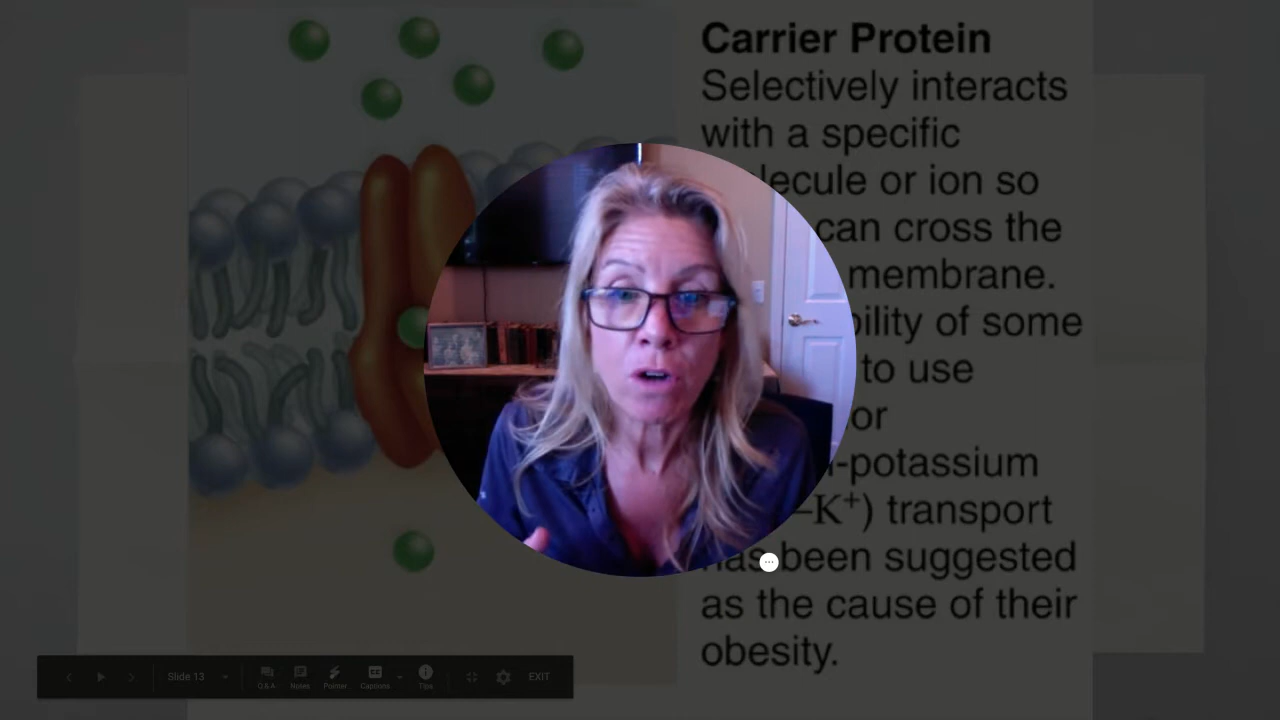 Carrier Protein
Selectively interacts
with a specific
lecule or ion so
can cross the
membrane.
bility of some
to use
or
-potassium
–K+) transport
has been suggested
as the cause of their
obesity.
Slide 13
Q&A
Notes
Pointer
Captions
Tips
EXIT